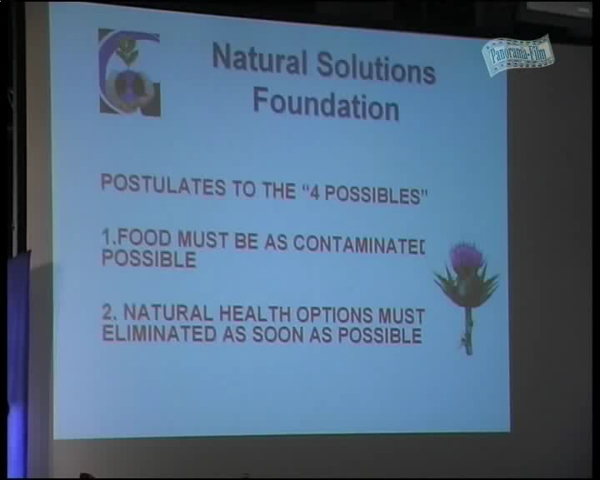 Panorama-Film
Natural Solutions
Foundation
POSTULATES TO THE “4 POSSIBLES”
1.FOOD MUST BE AS CONTAMINATED
POSSIBLE
2. NATURAL HEALTH OPTIONS MUST
ELIMINATED AS SOON AS POSSIBLE